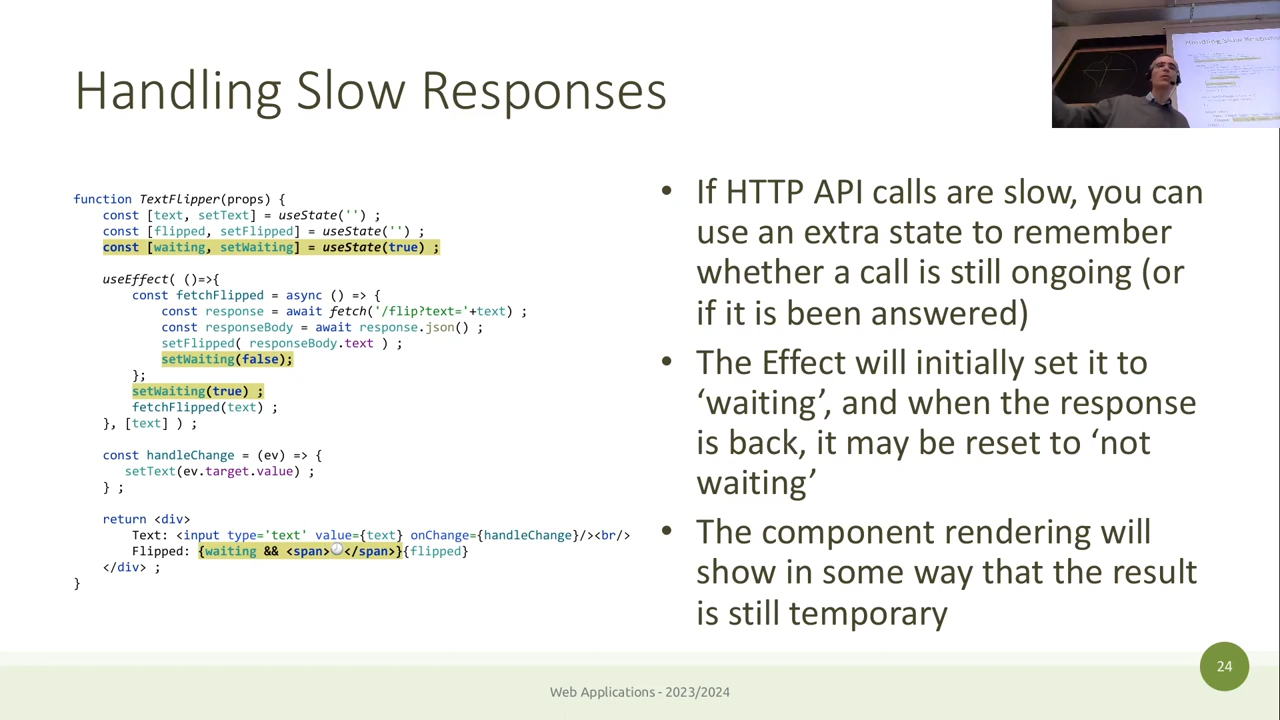 Handling Slow Responses
function TextFlipper(props) {
const [text, setText] = useState('') ;
const [flipped, setFlipped] = useState('') ;
const [waiting, setWaiting] = useState(true) ;
useEffect( ()=>{
const fetchFlipped = async () => {
const response = await fetch('/flip?text='+text) ;
const responseBody = await response.json() ;
setFlipped( responseBody.text ) ;
setWaiting(false);
};
setWaiting(true) ;
fetchFlipped(text) ;
}, [text] ) ;
const handleChange = (ev) => {
setText(ev.target.value) ;
} ;
return <div>
Text: <input type='text' value={text} onChange={handleChange}/><br/>
Flipped: {waiting && <span>🕗</span>}{flipped}
</div> ;
}
• If HTTP API calls are slow, you can
use an extra state to remember
whether a call is still ongoing (or
if it is been answered)
• The Effect will initially set it to
‘waiting’, and when the response
is back, it may be reset to ‘not
waiting’
• The component rendering will
show in some way that the result
is still temporary
Web Applications - 2023/2024
24
Handling Slow Responses